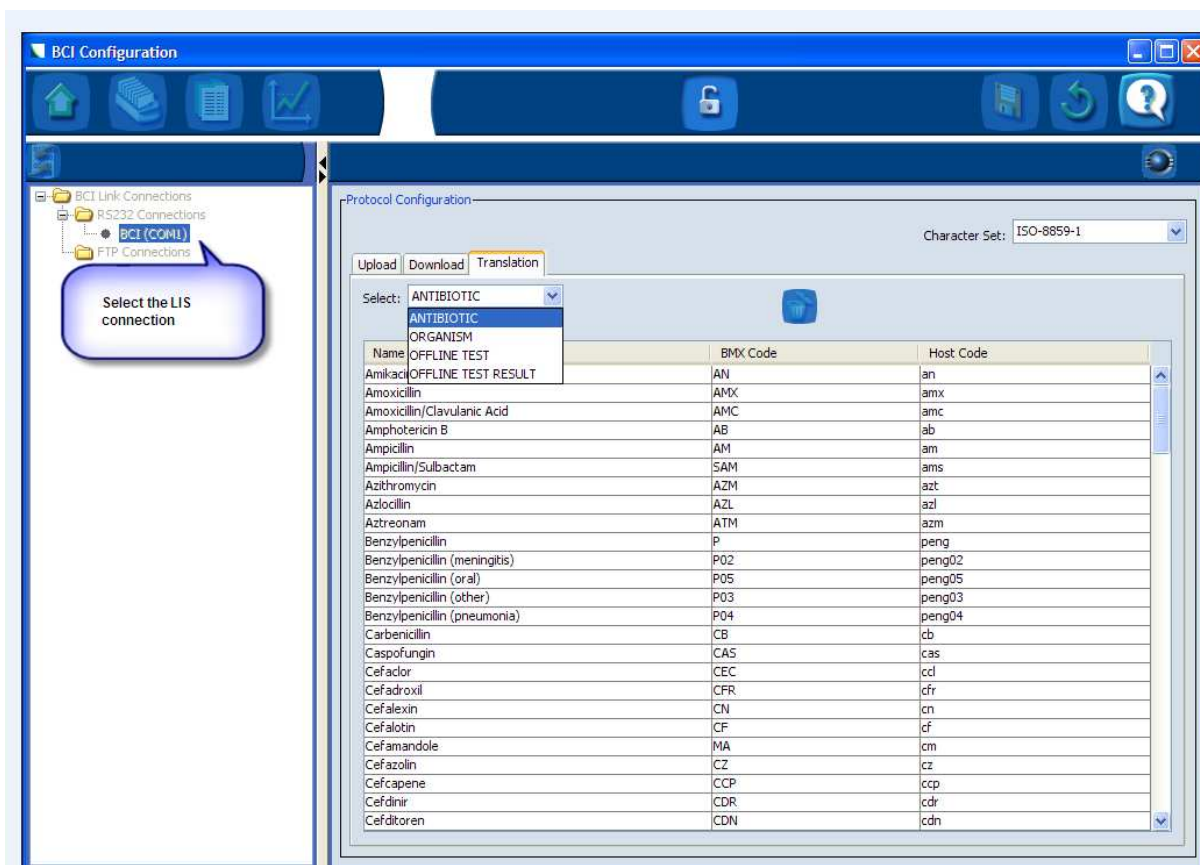 BCI Configuration
BCI Link Connections
RS232 Connections
BCI (COM1)
FTP Connections
Select the LIS
connection
Protocol Configuration
Character Set: ISO-8859-1
Upload Download Translation
Select: ANTIBIOTIC
ANTIBIOTIC
ORGANISM
OFFLINE TEST
OFFLINE TEST RESULT
Name BMX Code Host Code
Amikaci AN an
Amoxicillin AMX amx
Amoxicillin/Clavulanic Acid AMC amc
Amphotericin B AB ab
Ampicillin AM am
Ampicillin/Sulbactam SAM ams
Azithromycin AZM azt
Azlocillin AZL azl
Aztreonam ATM azm
Benzylpenicillin P peng
Benzylpenicillin (meningitis) P02 peng02
Benzylpenicillin (oral) P05 peng05
Benzylpenicillin (other) P03 peng03
Benzylpenicillin (pneumonia) P04 peng04
Carbenicillin CB cb
Caspofungin CAS cas
Cefaclor CEC ccl
Cefadroxil CFR cfr
Cefalexin CN cn
Cefalotin CF cf
Cefamandole MA cm
Cefazolin CZ cz
Cefcapene CCP ccp
Cefdinir CDR cdr
Cefditoren CDN cdn